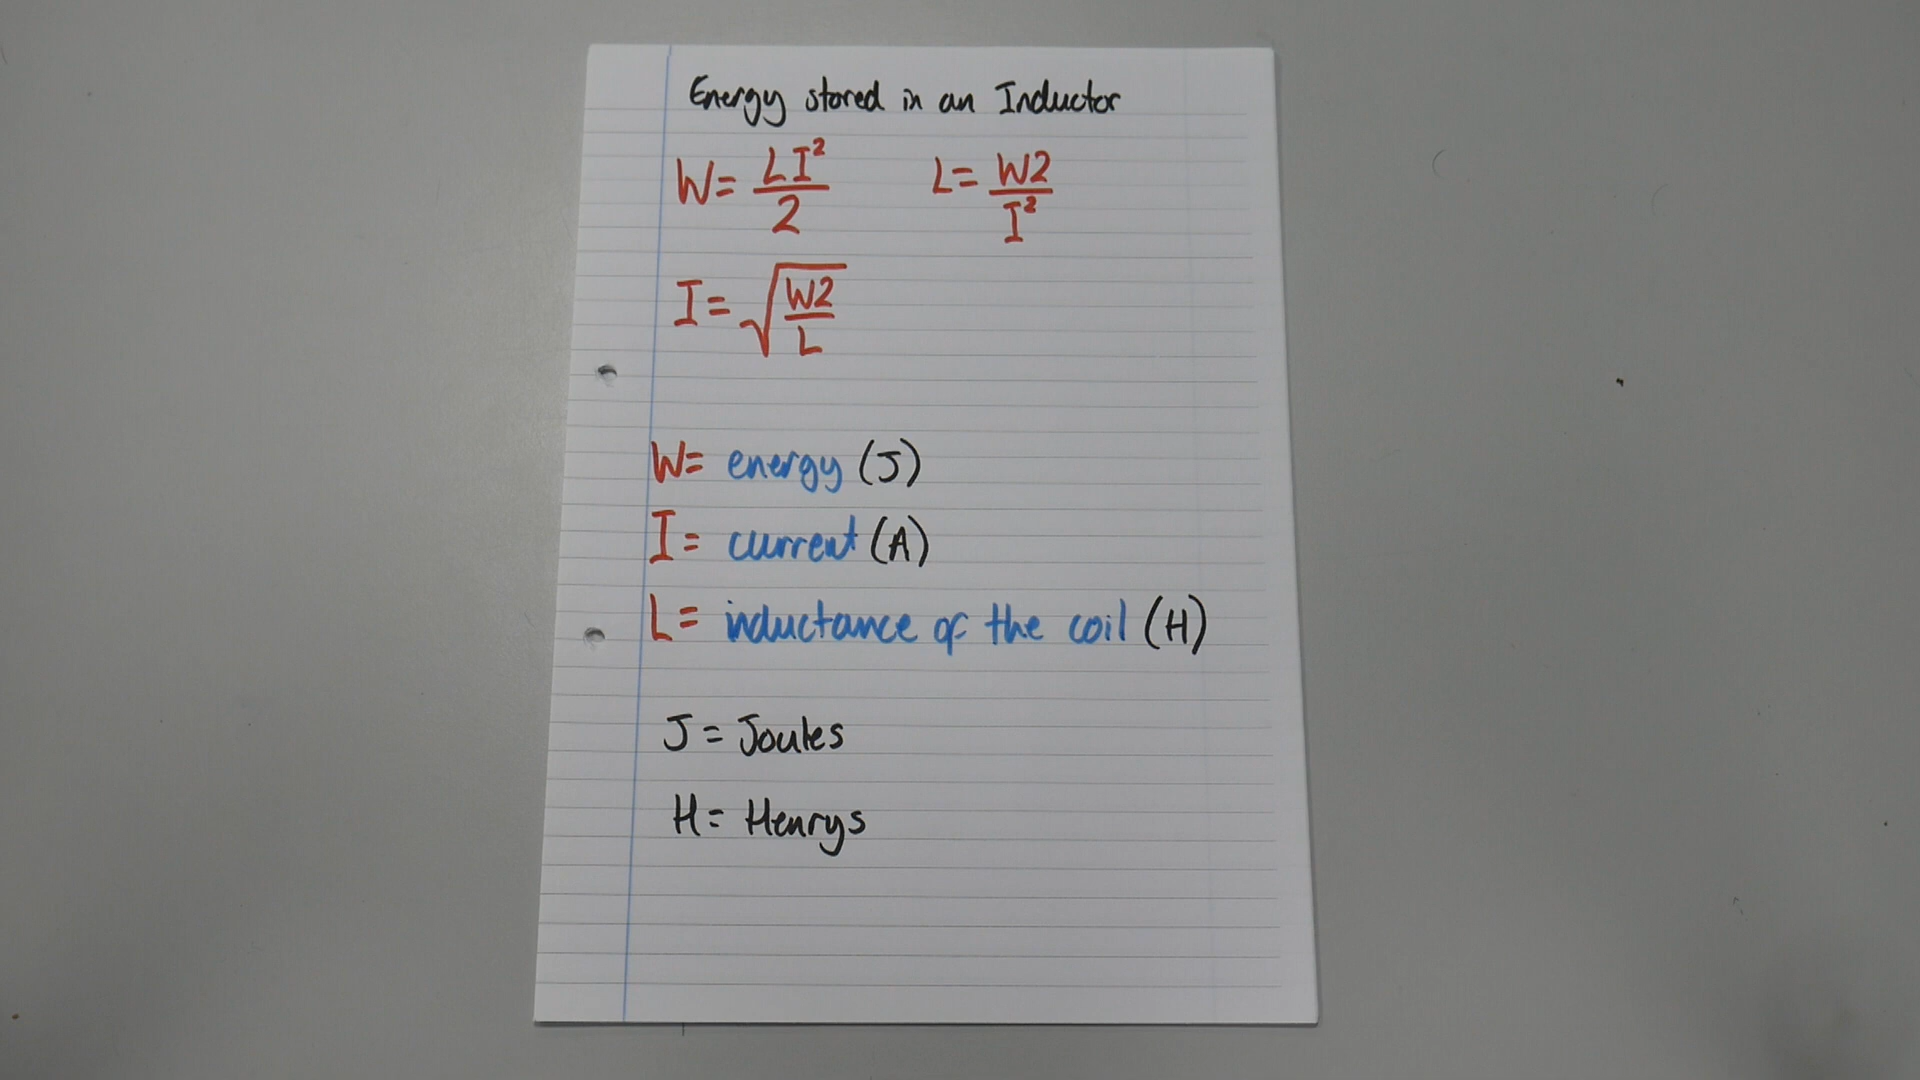 Energy stored in an Inductor
W= LI²/2 L= W2/I²
I= √(W2/L)
W= energy (J)
I= current (A)
L= inductance of the coil (H)
J = Joules
H= Henrys